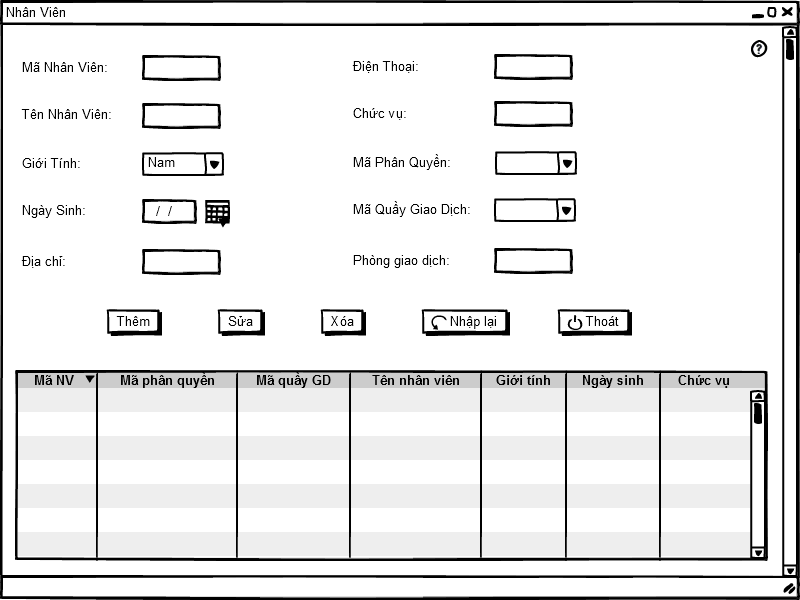 Nhân Viên
?
Mã Nhân Viên:
Điện Thoại:
Tên Nhân Viên:
Chức vụ:
Giới Tính:
Nam
Mã Phân Quyền:
Ngày Sinh:
/ /
Mã Quầy Giao Dịch:
Địa chỉ:
Phòng giao dịch:
Thêm
Sửa
Xóa
Nhập lại
Thoát
Mã NV Mã phân quyền Mã quầy GD Tên nhân viên Giới tính Ngày sinh Chức vụ